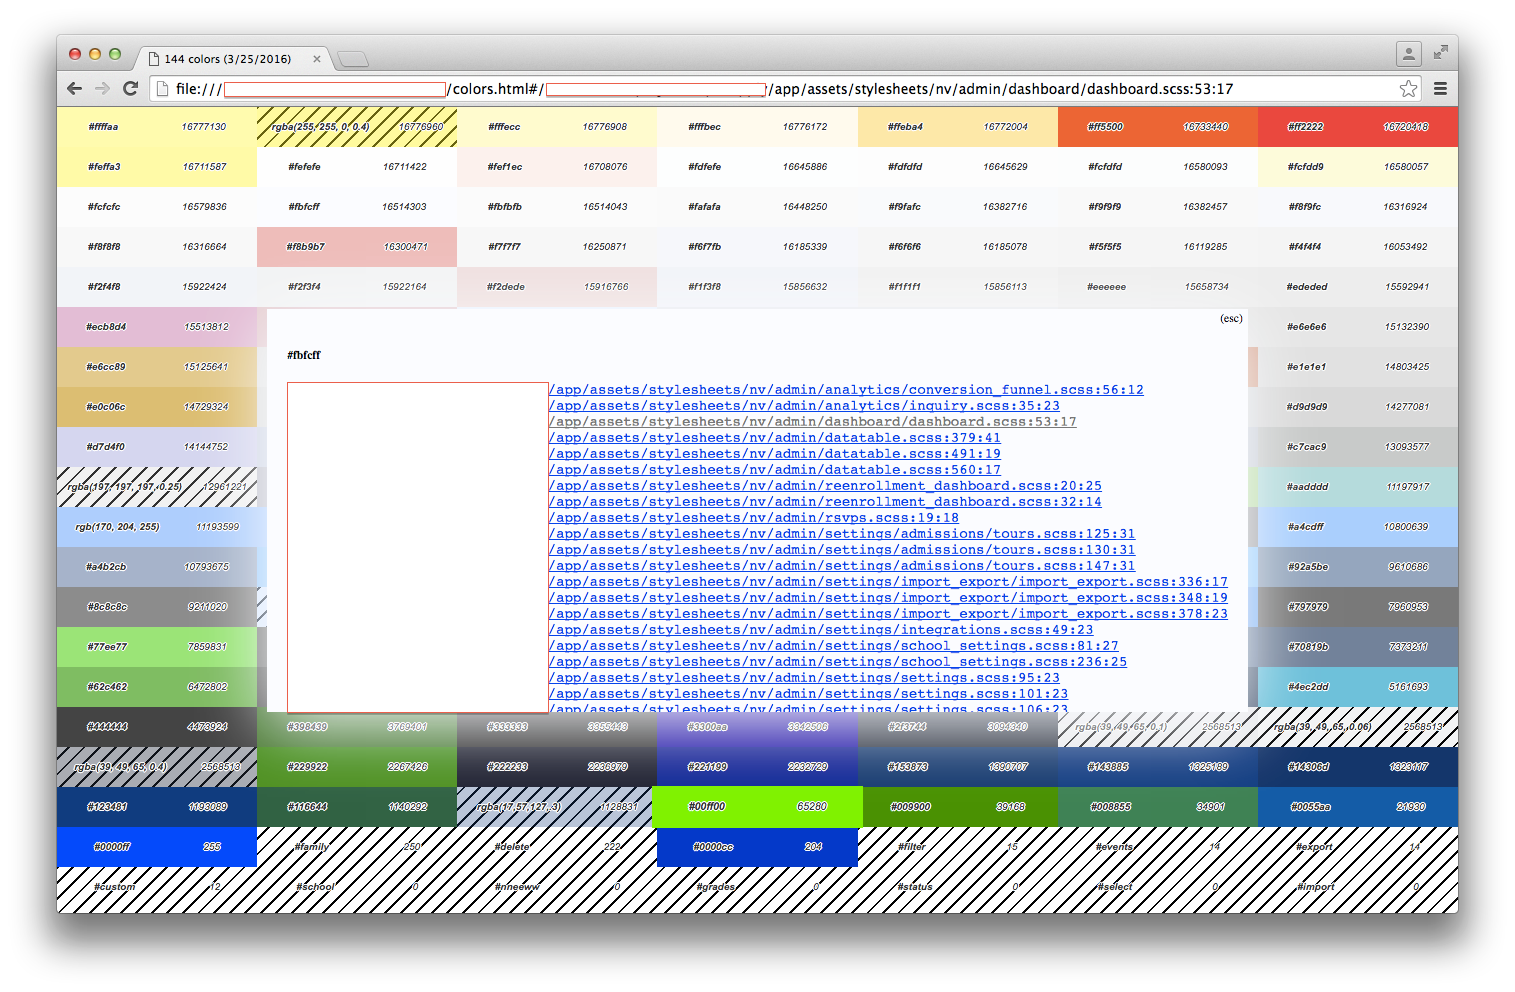 144 colors (3/25/2016)
file:/// /colors.html#/ /app/assets/stylesheets/nv/admin/dashboard/dashboard.scss:53:17
#ffffaa 16777130 rgba(255, 255, 0, 0.4) 16776960 #fffecc 16776908 #fffbec 16776172 #ffeba4 16772004 #ff5500 16733440 #ff2222 16720418
#feffa3 16711587 #fefefe 16711422 #fef1ec 16708076 #fdfefe 16645886 #fdfdfd 16645629 #fcfdfd 16580093 #fcfdd9 16580057
#fcfcfc 16579836 #fbfcff 16514303 #fbfbfb 16514043 #fafafa 16448250 #f9fafc 16382716 #f9f9f9 16382457 #f8f9fc 16316924
#f8f8f8 16316664 #f8b9b7 16300471 #f7f7f7 16250871 #f6f7fb 16185339 #f6f6f6 16185078 #f5f5f5 16119285 #f4f4f4 16053492
#f2f4f8 15922424 #f2f3f4 15922164 #f2dede 15916766 #f1f3f8 15856632 #f1f1f1 15856113 #eeeeee 15658734 #ededed 15592941
#ecb8d4 15513812 (esc) #e6e6e6 15132390
#fbfcff
#e6cc89 15125641 #e1e1e1 14803425
/app/assets/stylesheets/nv/admin/analytics/conversion_funnel.scss:56:12
/app/assets/stylesheets/nv/admin/analytics/inquiry.scss:35:23
#e0c06c 14729324 #d9d9d9 14277081
/app/assets/stylesheets/nv/admin/dashboard/dashboard.scss:53:17
/app/assets/stylesheets/nv/admin/datatable.scss:379:41
#d7d4f0 14144752 #c7cac9 13093577
/app/assets/stylesheets/nv/admin/datatable.scss:491:19
/app/assets/stylesheets/nv/admin/datatable.scss:560:17
rgba(197, 197, 197, 0.25) 12961221 #aadddd 11197917
/app/assets/stylesheets/nv/admin/reenrollment_dashboard.scss:20:25
/app/assets/stylesheets/nv/admin/reenrollment_dashboard.scss:32:14
/app/assets/stylesheets/nv/admin/rsvps.scss:19:18
rgb(170, 204, 255) 11193599 #a4cdff 10800639
/app/assets/stylesheets/nv/admin/settings/admissions/tours.scss:125:31
/app/assets/stylesheets/nv/admin/settings/admissions/tours.scss:130:31
/app/assets/stylesheets/nv/admin/settings/admissions/tours.scss:147:31
#a4b2cb 10793675 #92a5be 9610686
/app/assets/stylesheets/nv/admin/settings/import_export/import_export.scss:336:17
/app/assets/stylesheets/nv/admin/settings/import_export/import_export.scss:348:19
#8c8c8c 9211020 #797979 7960953
/app/assets/stylesheets/nv/admin/settings/import_export/import_export.scss:378:23
/app/assets/stylesheets/nv/admin/settings/integrations.scss:49:23
/app/assets/stylesheets/nv/admin/settings/school_settings.scss:81:27
#77ee77 7859831 #70819b 7373211
/app/assets/stylesheets/nv/admin/settings/school_settings.scss:236:25
/app/assets/stylesheets/nv/admin/settings/settings.scss:95:23
#62c462 6472802 #4ec2dd 5161693
/app/assets/stylesheets/nv/admin/settings/settings.scss:101:23
/app/assets/stylesheets/nv/admin/settings/settings.scss:106:23
#444444 4473924 #398439 3769401 #333333 3355443 #3300aa 3342506 #2f3744 3094340 rgba(39, 49, 65, 0.1) 2568513 rgba(39, 49, 65, 0.06) 2568513
rgba(39, 49, 65, 0.4) 2568513 #229922 2267426 #222233 2236979 #221199 2232729 #153873 1390707 #143885 1325189 #14306d 1323117
#123481 1193089 #116644 1140292 rgba(17,57,127,.3) 1128831 #00ff00 65280 #009900 39168 #008855 34901 #0055aa 21930
#0000ff 255 #family 250 #delete 222 #0000cc 204 #filter 15 #events 14 #export 14
#custom 12 #school 0 #nneeww 0 #grades 0 #status 0 #select 0 #import 0